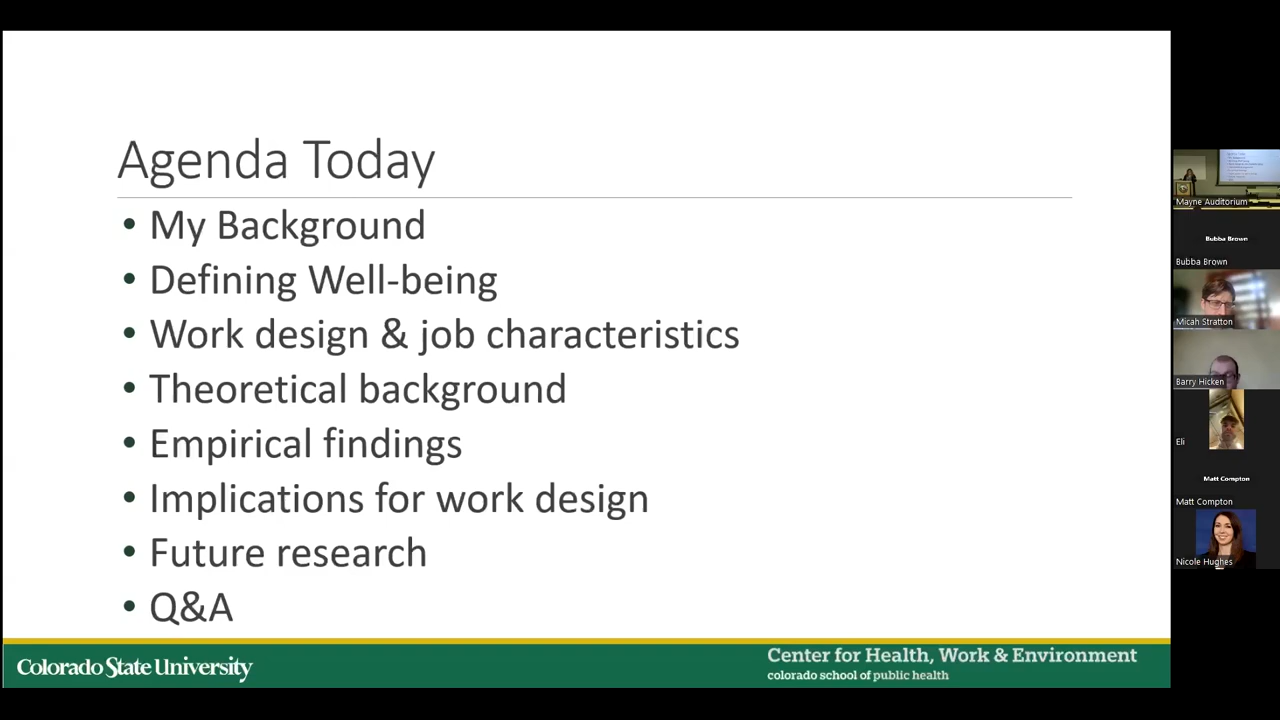 Agenda Today
• My Background
• Defining Well-being
• Work design & job characteristics
• Theoretical background
• Empirical findings
• Implications for work design
• Future research
• Q&A
Colorado State University
Center for Health, Work & Environment
colorado school of public health
Mayne Auditorium
Bubba Brown
Bubba Brown
Micah Stratton
Barry Hicken
Eli
Matt Compton
Matt Compton
Nicole Hughes